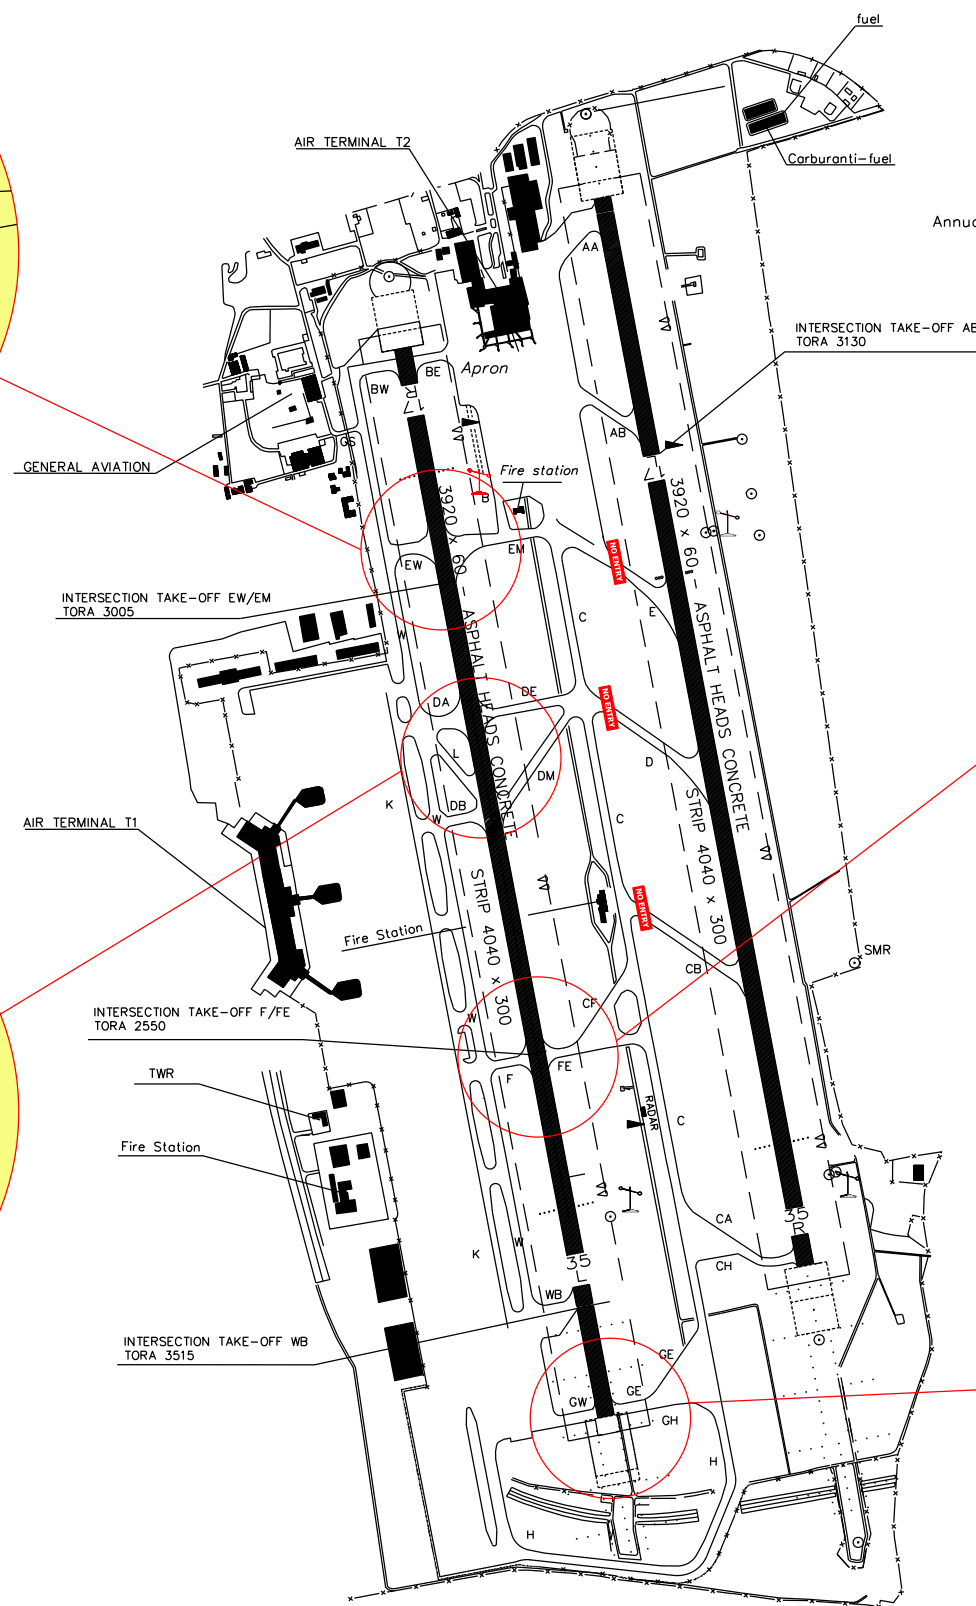 fuel
AIR TERMINAL T2
Carburanti-fuel
Annuc
AA
INTERSECTION TAKE-OFF AB
TORA 3130
BE
Apron
BW
17
R
AB
GS
GENERAL AVIATION
Fire station
17
L
B
3920 x 60
3920 x 60
EM
NO ENTRY
EW
INTERSECTION TAKE-OFF EW/EM
TORA 3005
C
E
W
ASPHALT HEADS CONCRETE
ASPHALT HEADS CONCRETE
DE
DA
NO ENTRY
L
DM
D
K
DB
W
C
AIR TERMINAL T1
STRIP 4040 x 300
STRIP 4040 x 300
NO ENTRY
Fire Station
SMR
CB
CF
INTERSECTION TAKE-OFF F/FE
TORA 2550
W
FE
F
TWR
RADAR
C
Fire Station
CA
35
R
K
W
35
L
CH
WB
INTERSECTION TAKE-OFF WB
TORA 3515
GE
GE
GW
GH
H
H